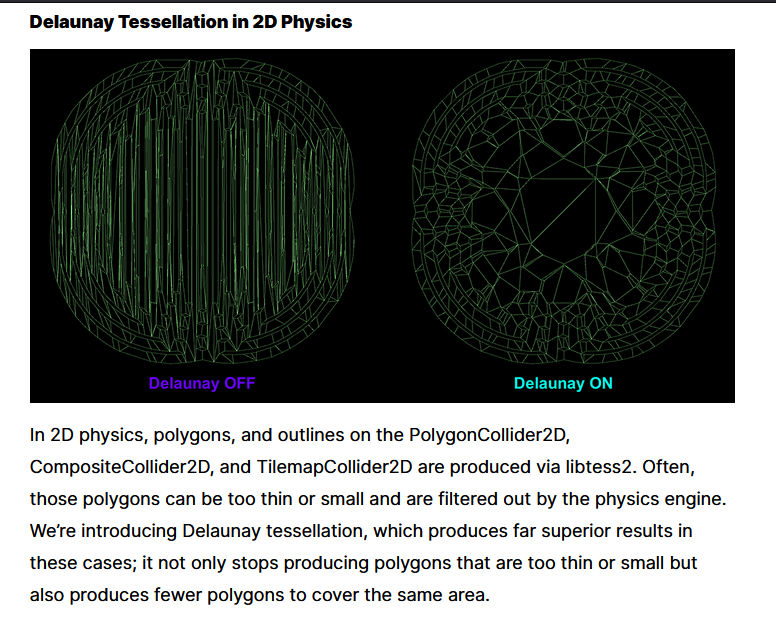 Delaunay Tessellation in 2D Physics
Delaunay OFF
Delaunay ON
In 2D physics, polygons, and outlines on the PolygonCollider2D,
CompositeCollider2D, and TilemapCollider2D are produced via libtess2. Often,
those polygons can be too thin or small and are filtered out by the physics engine.
We’re introducing Delaunay tessellation, which produces far superior results in
these cases; it not only stops producing polygons that are too thin or small but
also produces fewer polygons to cover the same area.